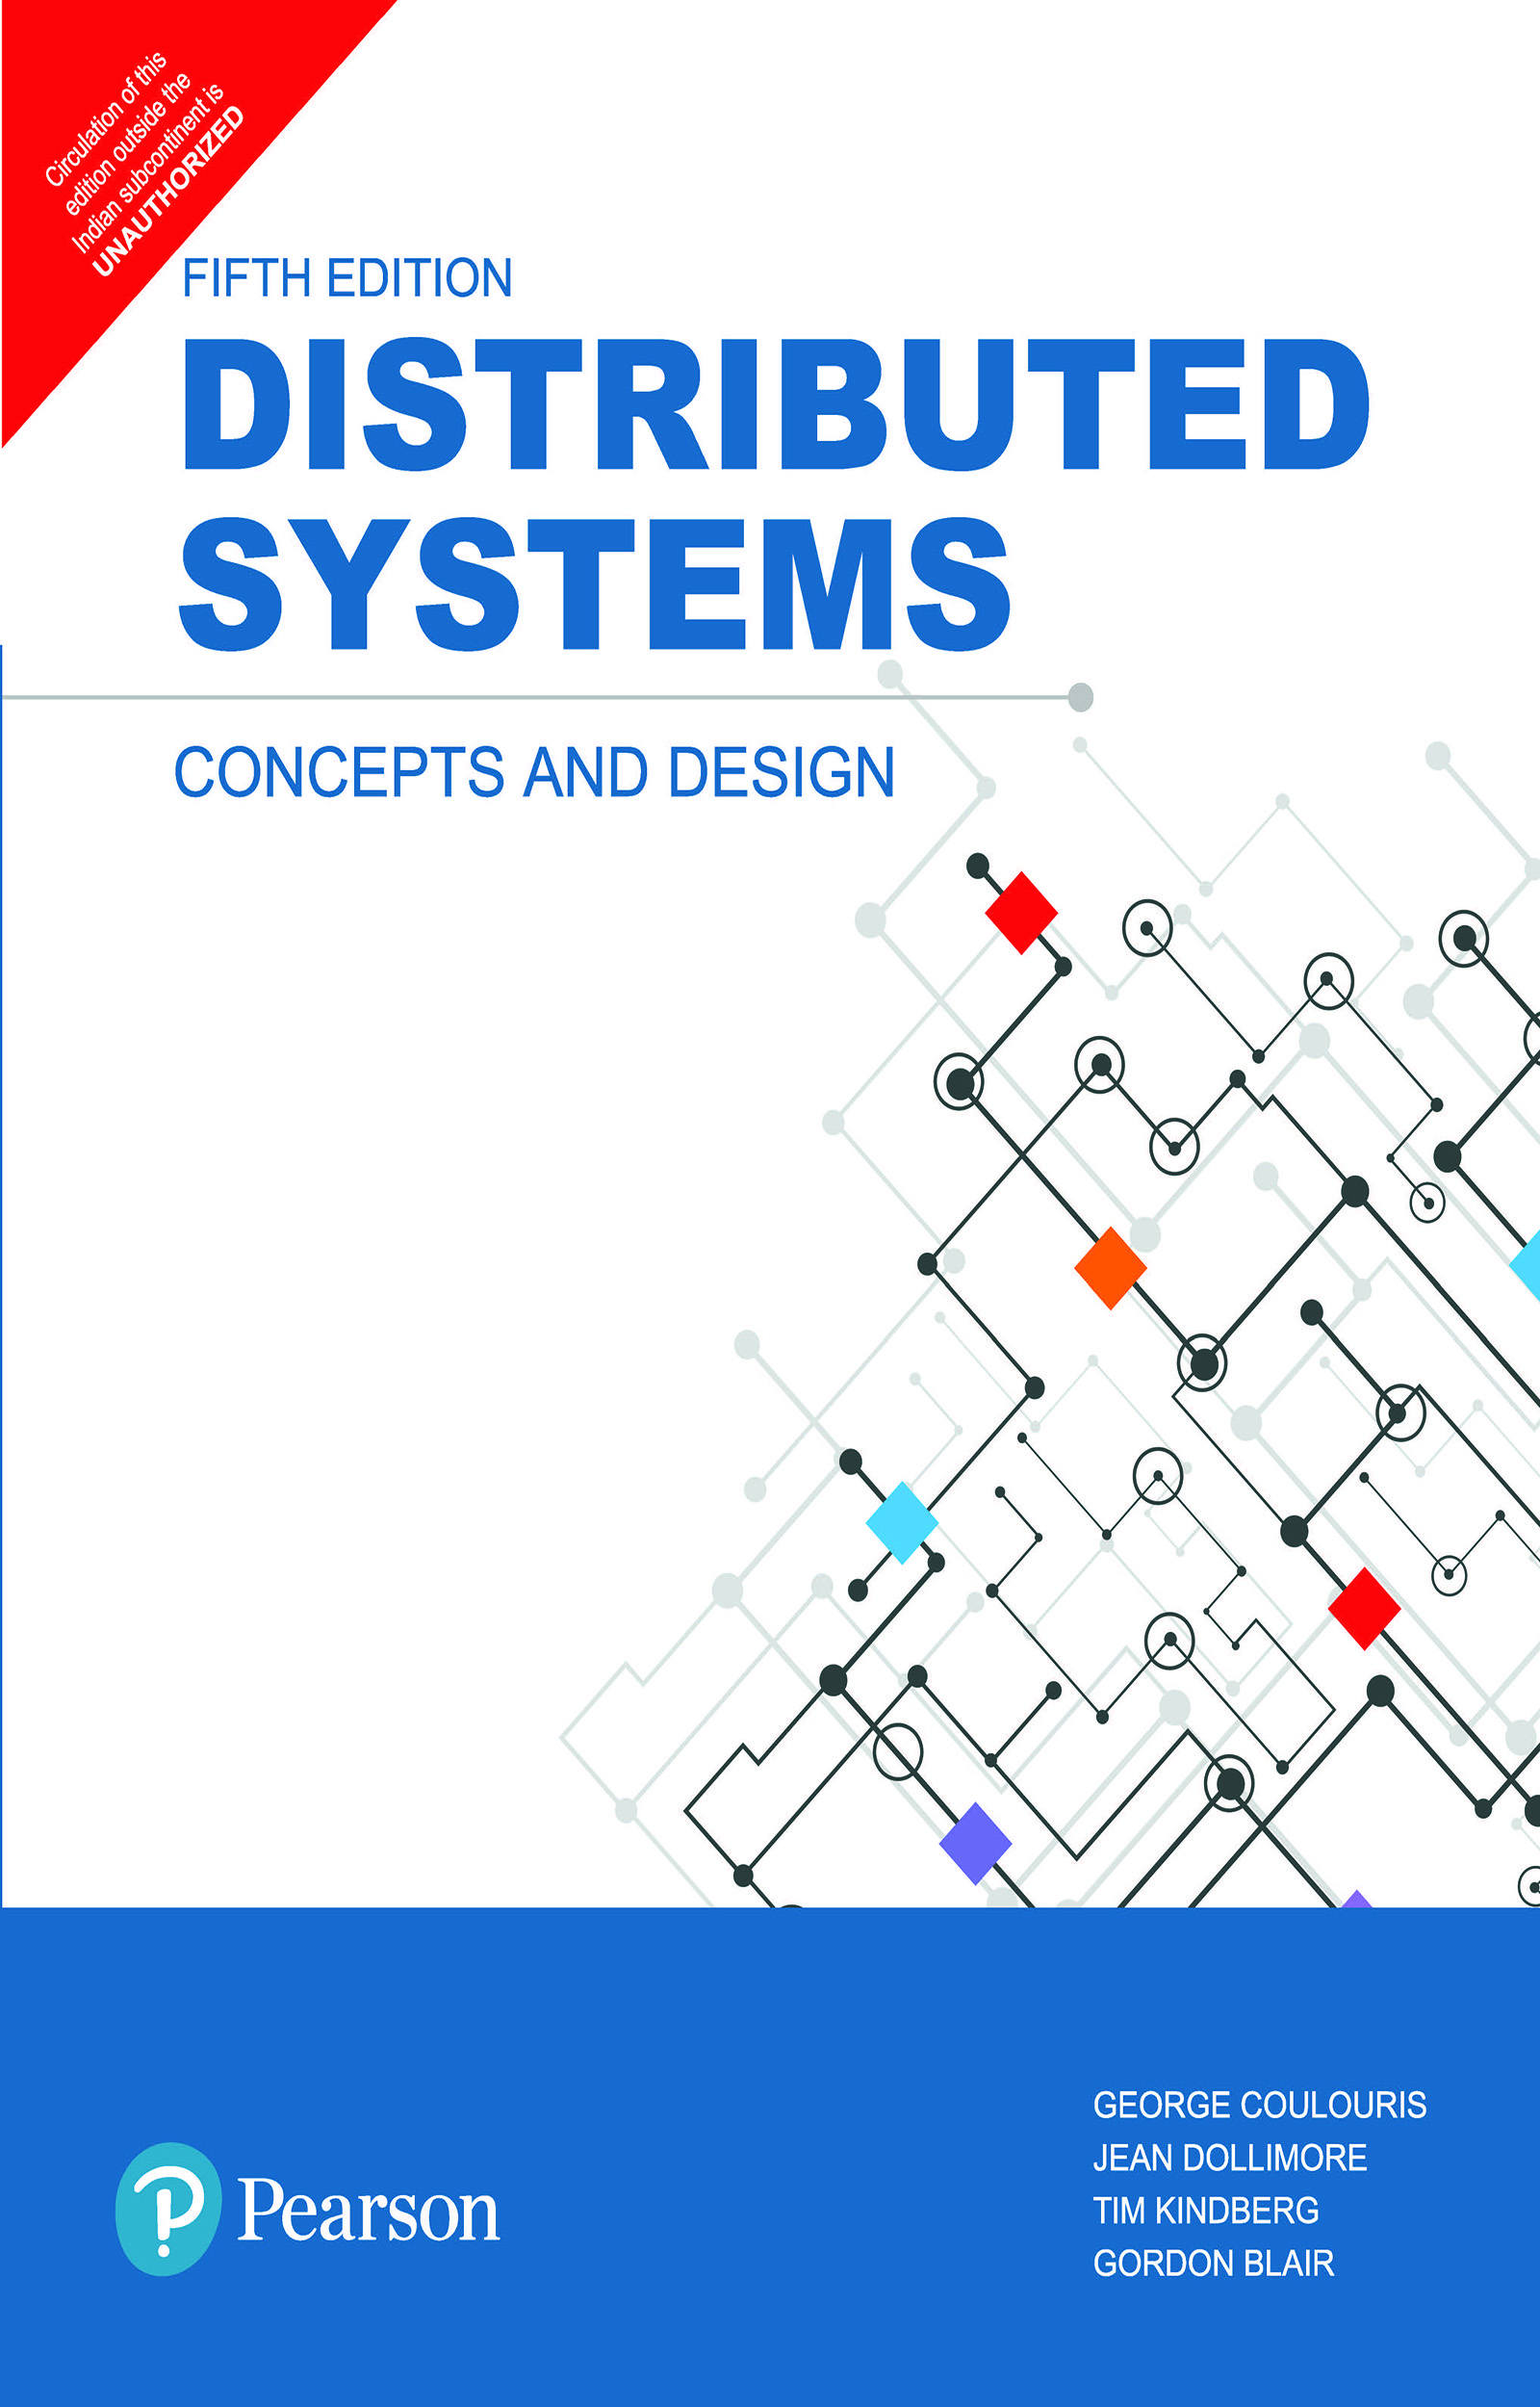 Circulation of this
edition outside the
Indian subcontinent is
UNAUTHORIZED
FIFTH EDITION
DISTRIBUTED
SYSTEMS
CONCEPTS AND DESIGN
GEORGE COULOURIS
JEAN DOLLIMORE
TIM KINDBERG
GORDON BLAIR
Pearson